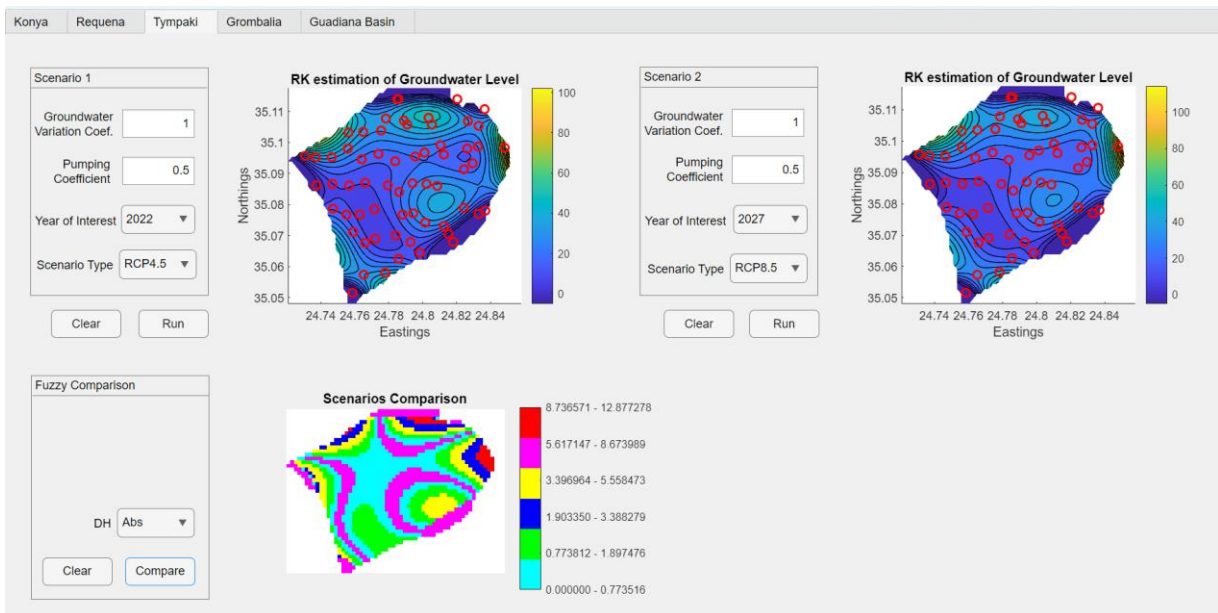 Konya Requena Tympaki Grombalia Guadiana Basin
Scenario 1
Groundwater
Variation Coef.
1
Pumping
Coefficient
0.5
Year of Interest 2022
Scenario Type RCP4.5
Clear Run
RK estimation of Groundwater Level
Northings
35.11
35.1
35.09
35.08
35.07
35.06
35.05
24.74 24.76 24.78 24.8 24.82 24.84
Eastings
100
80
60
40
20
0
Scenario 2
Groundwater
Variation Coef.
1
Pumping
Coefficient
0.5
Year of Interest 2027
Scenario Type RCP8.5
Clear Run
RK estimation of Groundwater Level
Northings
35.11
35.1
35.09
35.08
35.07
35.06
35.05
24.74 24.76 24.78 24.8 24.82 24.84
Eastings
100
80
60
40
20
0
Fuzzy Comparison
DH Abs
Clear Compare
Scenarios Comparison
8.736571 - 12.877278
5.617147 - 8.673989
3.396964 - 5.558473
1.903350 - 3.388279
0.773812 - 1.897476
0.000000 - 0.773516